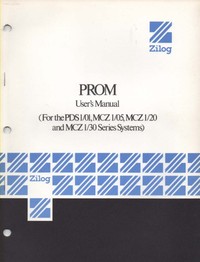 Zilog
PROM
User's Manual
(For the PDS 1/01, MCZ 1/05, MCZ 1/20
and MCZ 1/30 Series Systems)
Zilog